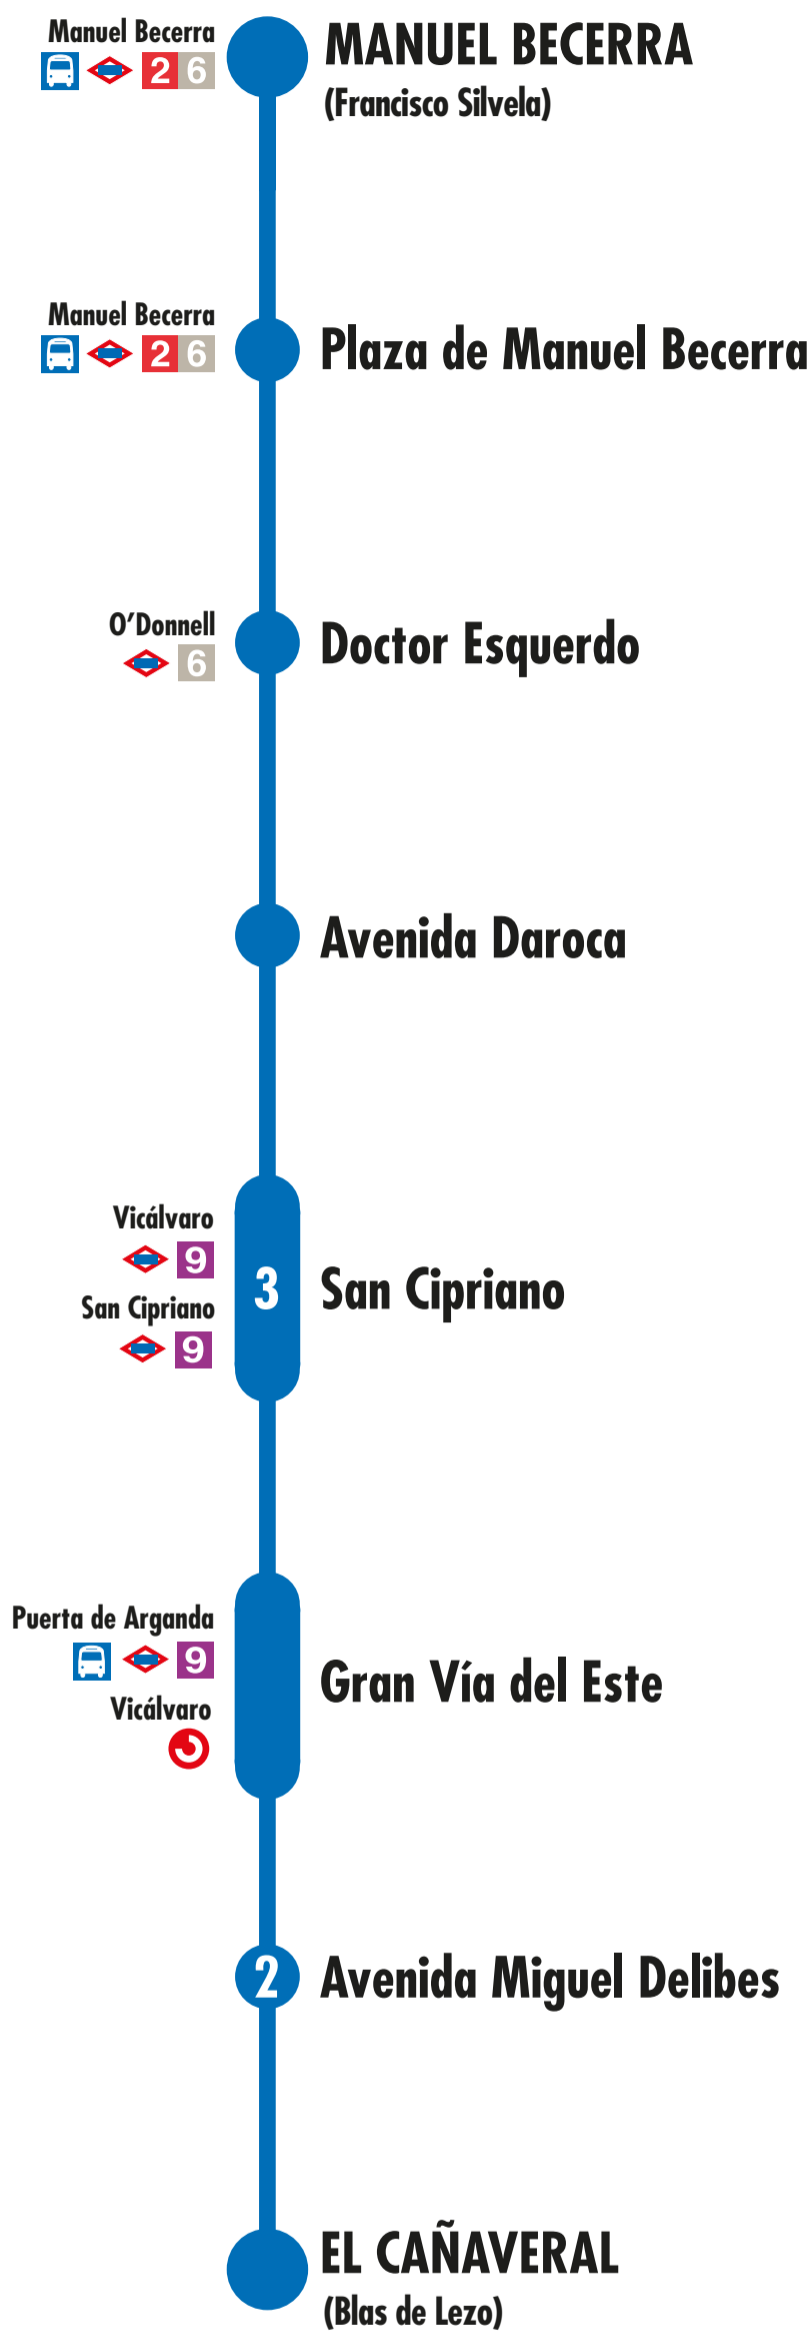 Manuel Becerra
2 6
MANUEL BECERRA
(Francisco Silvela)
Manuel Becerra
2 6
Plaza de Manuel Becerra
O'Donnell
6
Doctor Esquerdo
Avenida Daroca
Vicálvaro
9
San Cipriano
9
3
San Cipriano
Puerta de Arganda
9
Vicálvaro
Gran Vía del Este
2
Avenida Miguel Delibes
EL CAÑAVERAL
(Blas de Lezo)